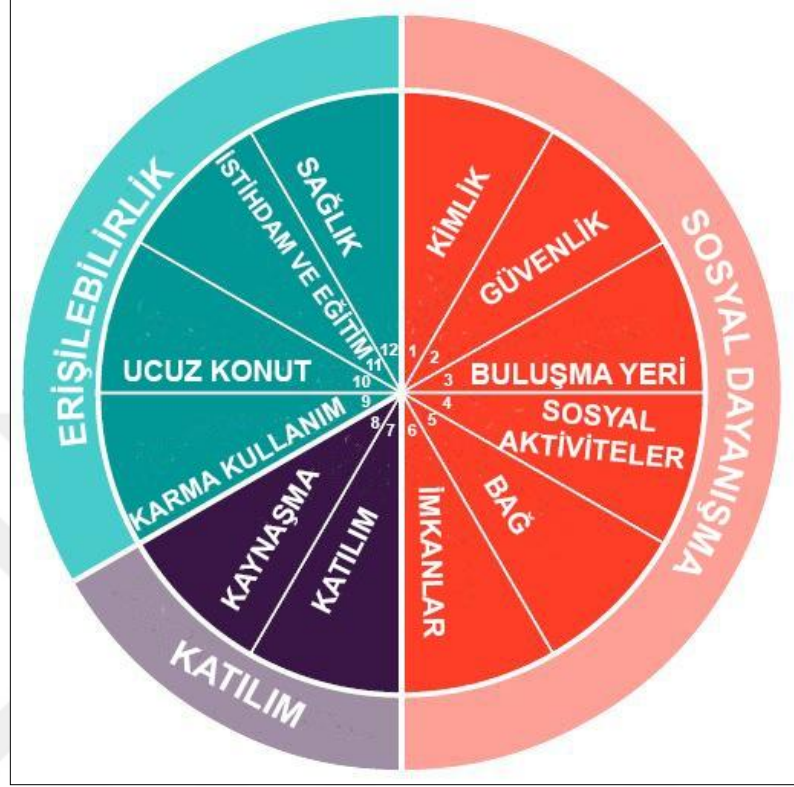 ERİŞİLEBİLİRLİK
SOSYAL DAYANIŞMA
KATILIM
KİMLİK
1
GÜVENLİK
2
BULUŞMA YERİ
3
SOSYAL
AKTİVİTELER
4
BAĞ
5
İMKANLAR
6
KATILIM
7
KAYNAŞMA
8
KARMA KULLANIM
9
UCUZ KONUT
10
İSTİHDAM VE EĞİTİM
11
SAĞLIK
12